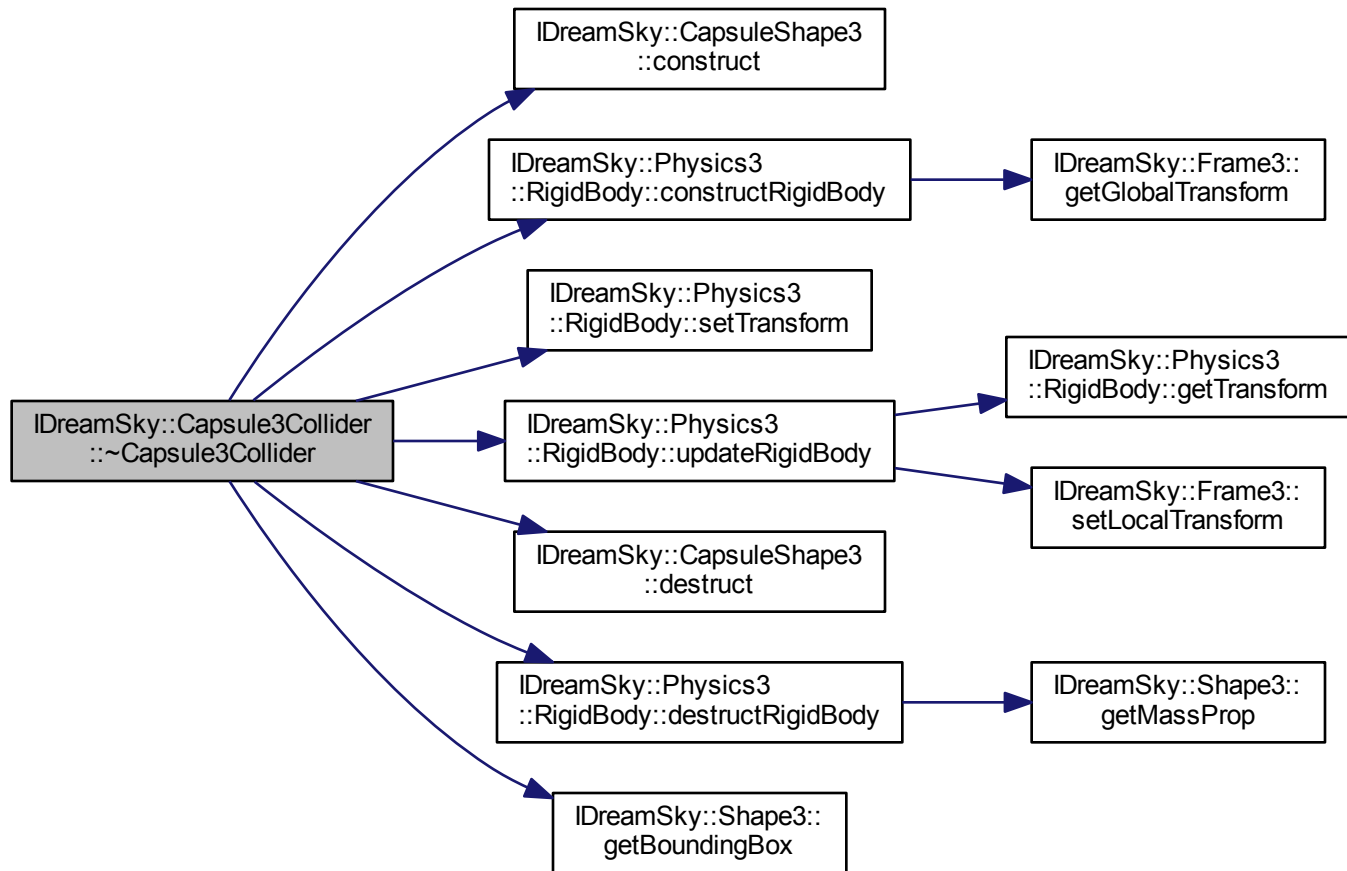 IDreamSky::CapsuleShape3
::construct
IDreamSky::Physics3
::RigidBody::constructRigidBody
IDreamSky::Frame3::
getGlobalTransform
IDreamSky::Physics3
::RigidBody::setTransform
IDreamSky::Physics3
::RigidBody::getTransform
IDreamSky::Capsule3Collider
::~Capsule3Collider
IDreamSky::Physics3
::RigidBody::updateRigidBody
IDreamSky::Frame3::
setLocalTransform
IDreamSky::CapsuleShape3
::destruct
IDreamSky::Physics3
::RigidBody::destructRigidBody
IDreamSky::Shape3::
getMassProp
IDreamSky::Shape3::
getBoundingBox